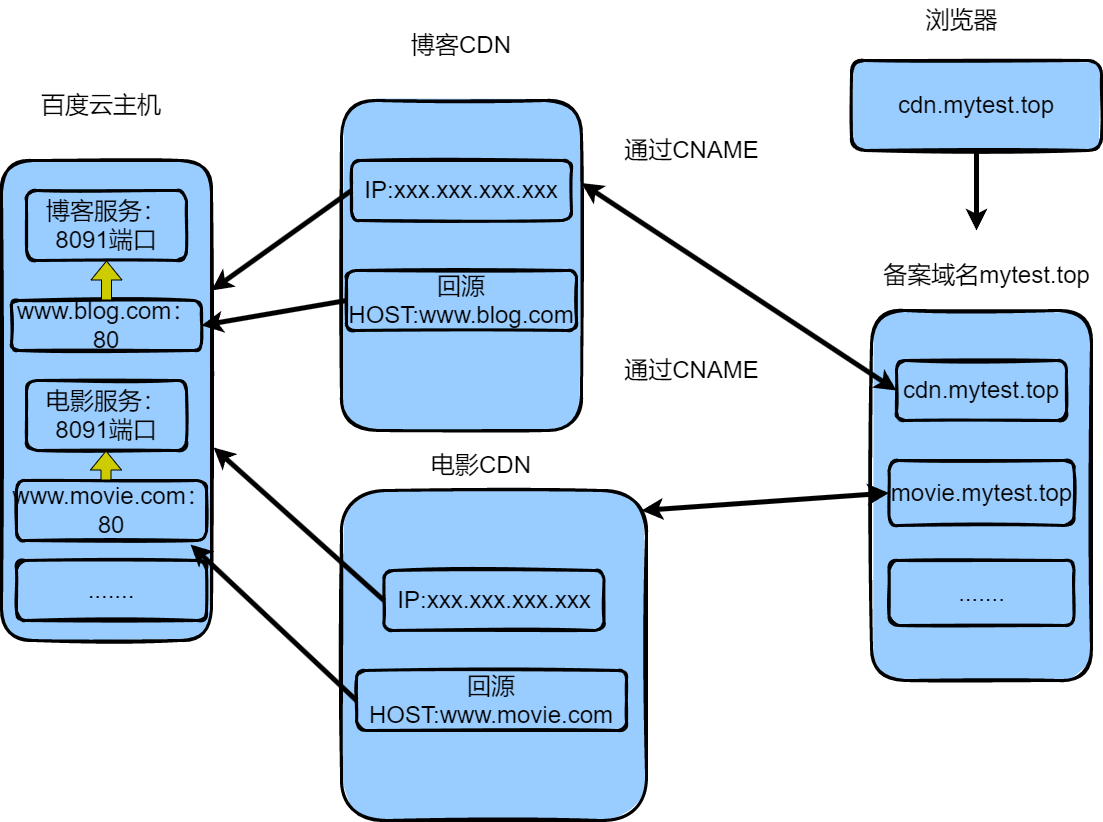 百度云主机
博客服务：
8091端口
www.blog.com：
80
电影服务：
8091端口
www.movie.com：
80
.......
博客CDN
IP:xxx.xxx.xxx.xxx
回源
HOST:www.blog.com
电影CDN
IP:xxx.xxx.xxx.xxx
回源
HOST:www.movie.com
通过CNAME
通过CNAME
浏览器
cdn.mytest.top
备案域名mytest.top
cdn.mytest.top
movie.mytest.top
.......